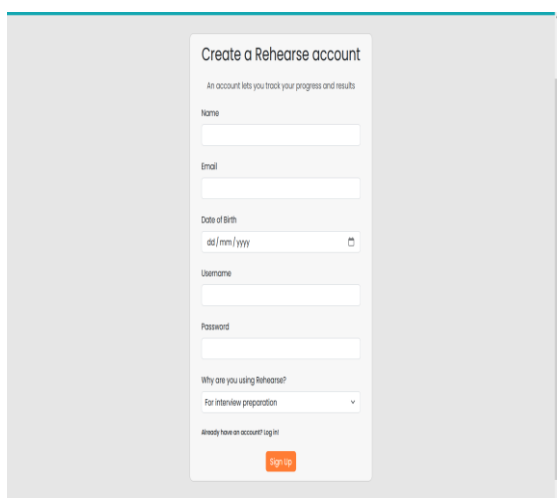 Create a Rehearse account
An account lets you track your progress and results
Name
Email
Date of Birth
dd/mm/yyyy
Username
Password
Why are you using Rehearse?
For interview preparation
Already have an account? Log in!
Sign Up